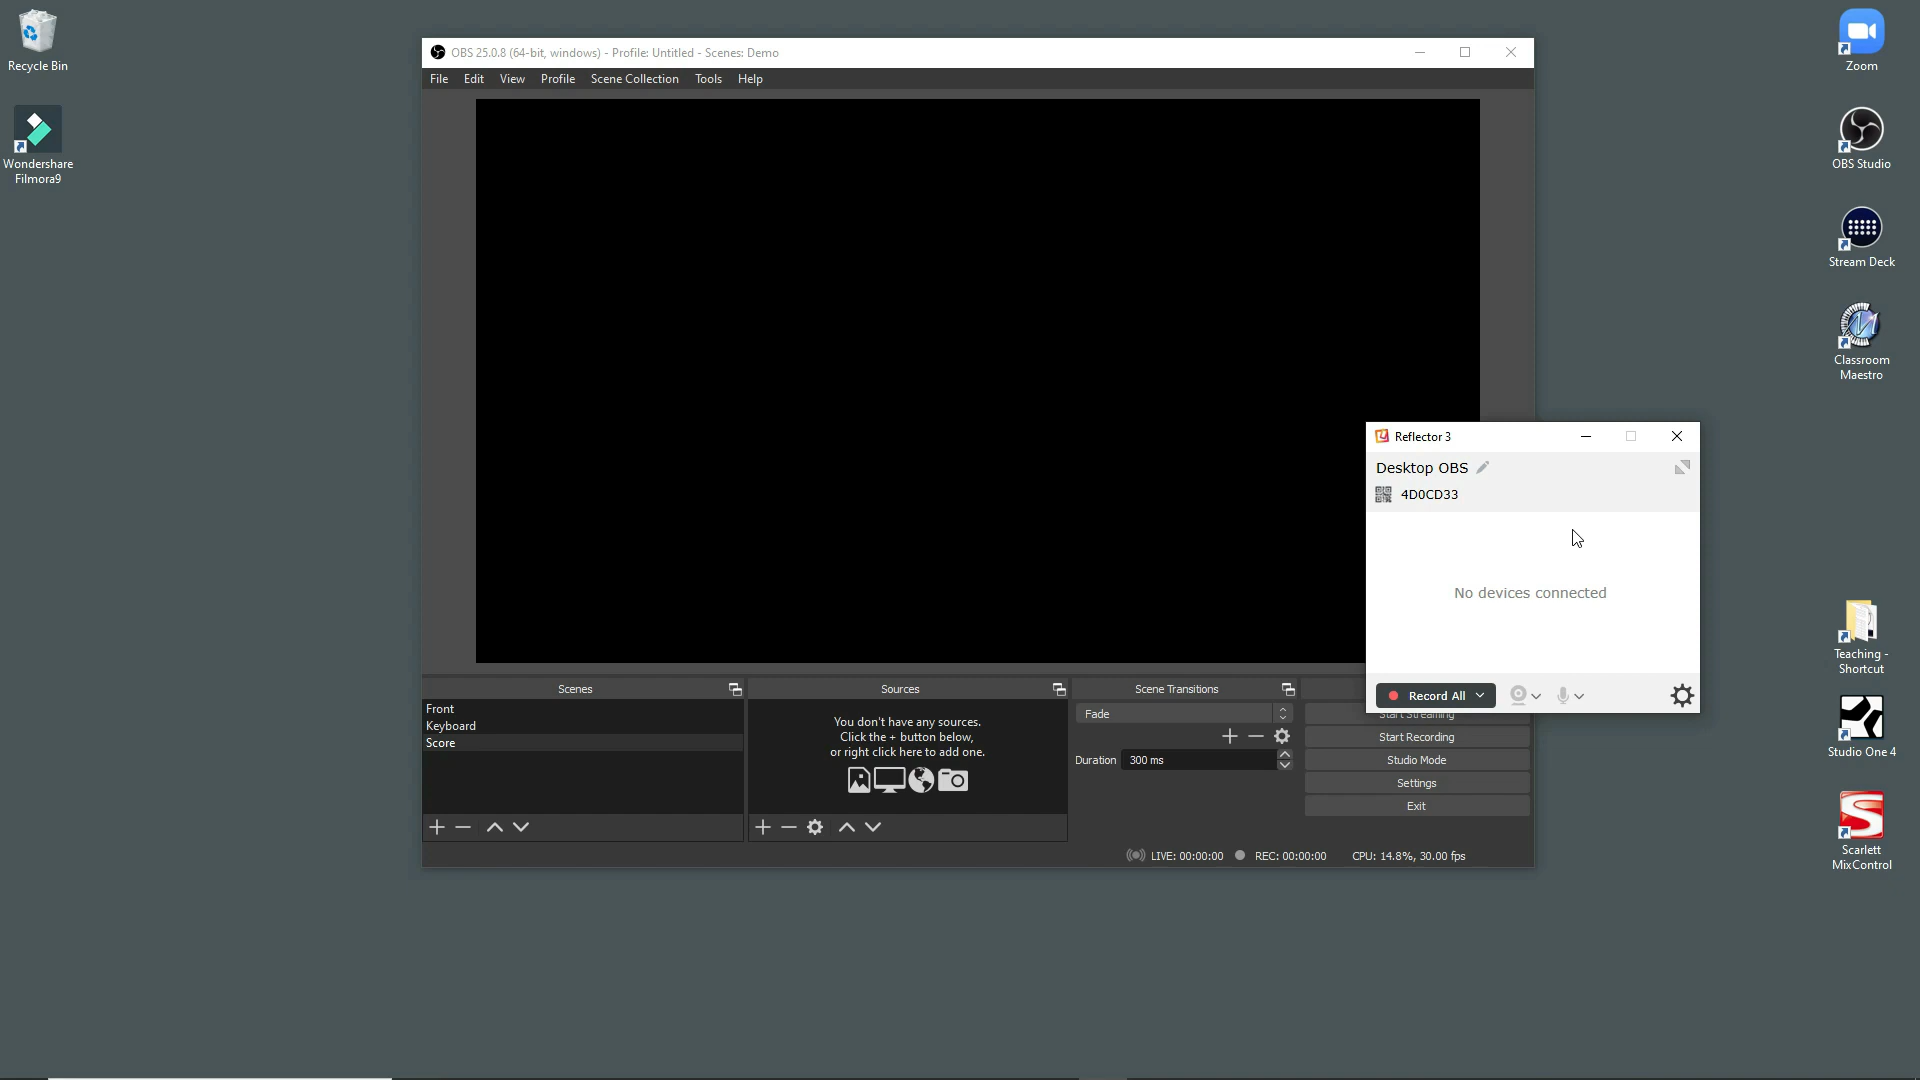 Recycle Bin
Wondershare
Filmora9
OBS 25.0.8 (64-bit, windows) - Profile: Untitled - Scenes: Demo
File Edit View Profile Scene Collection Tools Help
Reflector 3
Desktop OBS
4D0CD33
No devices connected
Record All
Scenes
Front
Keyboard
Score
Sources
You don't have any sources.
Click the + button below,
or right click here to add one.
Scene Transitions
Fade
Duration 300 ms
Start Streaming
Start Recording
Studio Mode
Settings
Exit
LIVE: 00:00:00 REC: 00:00:00 CPU: 14.8%, 30.00 fps
Zoom
OBS Studio
Stream Deck
Classroom
Maestro
Teaching -
Shortcut
Studio One 4
Scarlett
MixControl